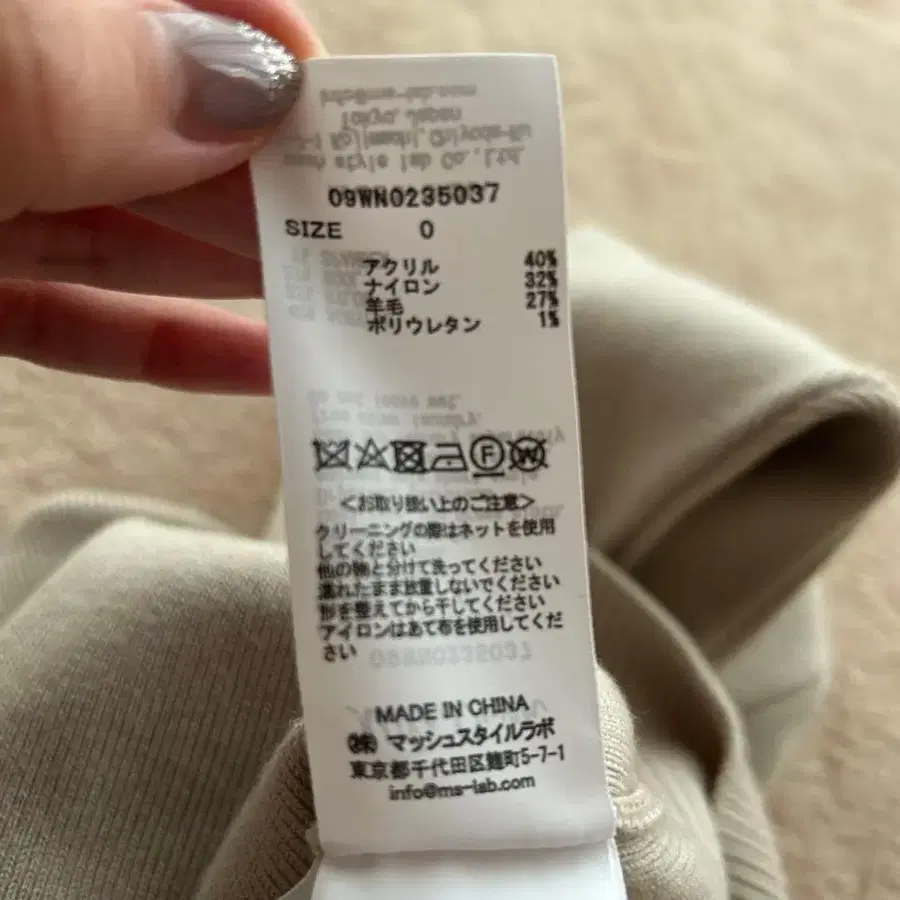 09WN0235037
SIZE 0
アクリル 40%
ナイロン 32%
羊毛 27%
ポリウレタン 1%
F W
＜お取り扱い上のご注意＞
クリーニングの際はネットを使用
してください
他の物と分けて洗ってください
濡れたまま放置しないでください
形を整えてから干してください
アイロンはあて布を使用してくだ
さい
MADE IN CHINA
㈱ マッシュスタイルラボ
東京都千代田区麹町5-7-1
info@ms-lab.com